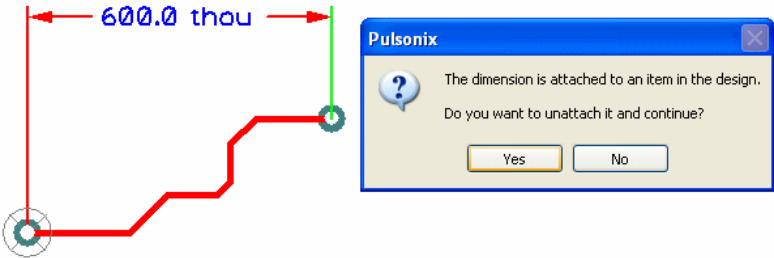 600.0 thou
Pulsonix
The dimension is attached to an item in the design.
Do you want to unattach it and continue?
Yes
No